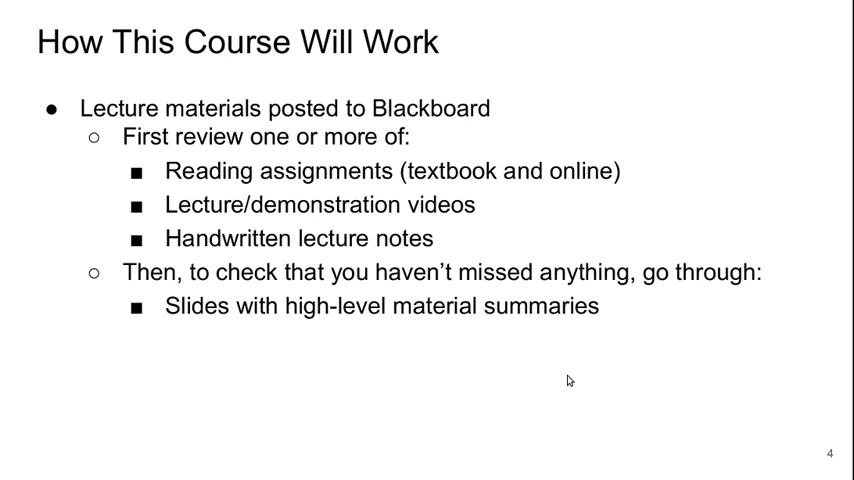 How This Course Will Work
● Lecture materials posted to Blackboard
○ First review one or more of:
■ Reading assignments (textbook and online)
■ Lecture/demonstration videos
■ Handwritten lecture notes
○ Then, to check that you haven’t missed anything, go through:
■ Slides with high-level material summaries
4